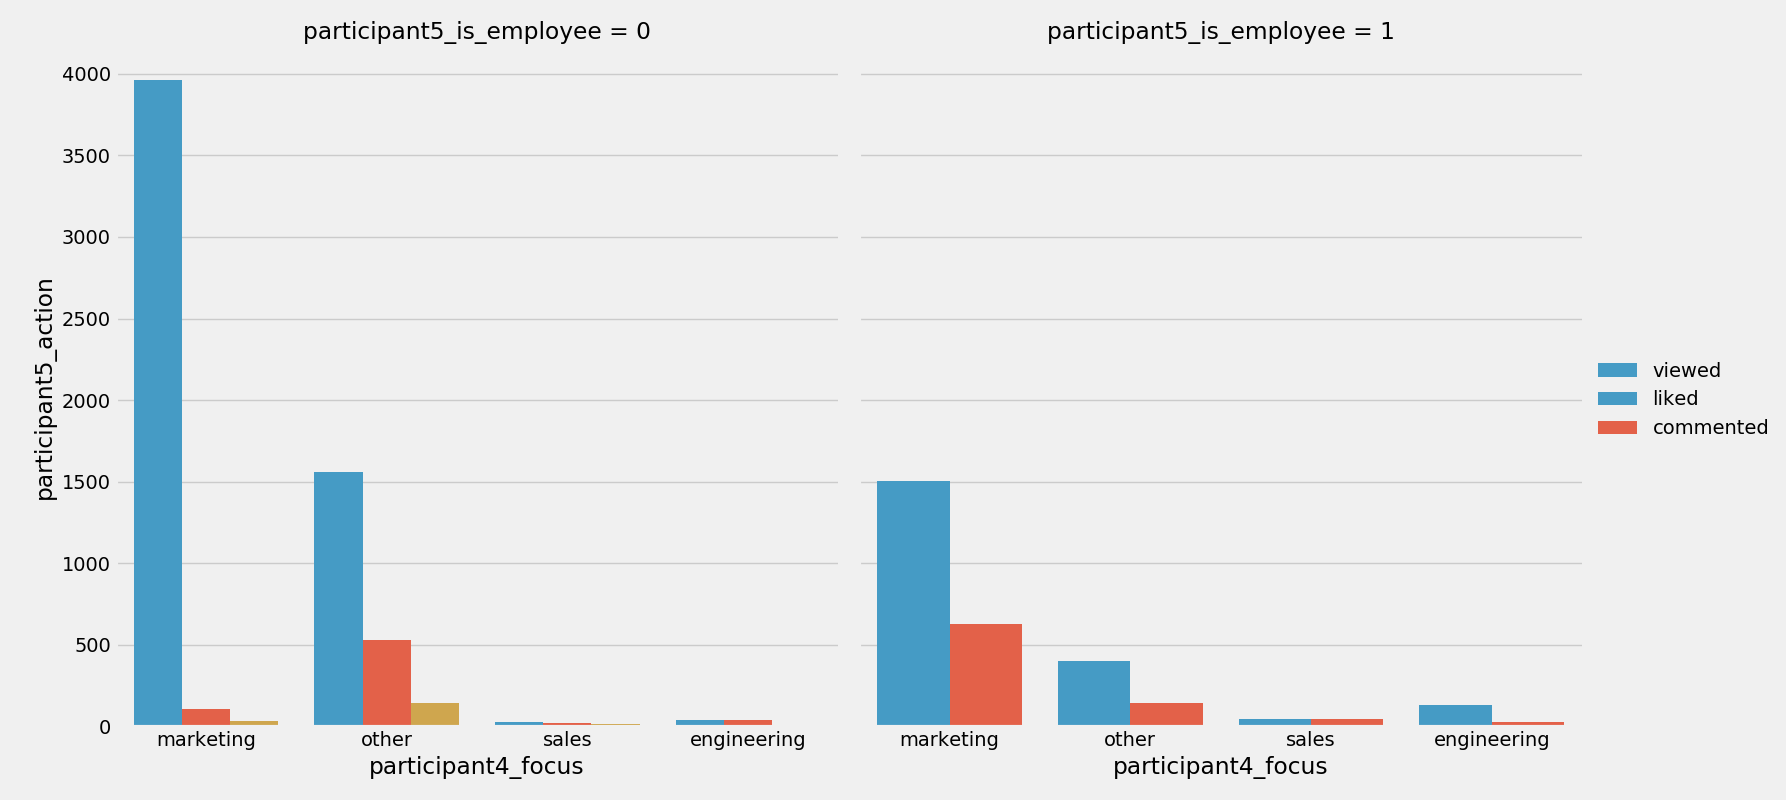 participant5_is_employee = 0
participant5_is_employee = 1
participant5_action
4000
3500
3000
2500
2000
1500
1000
500
0
marketing other sales engineering
marketing other sales engineering
participant4_focus
participant4_focus
viewed
liked
commented